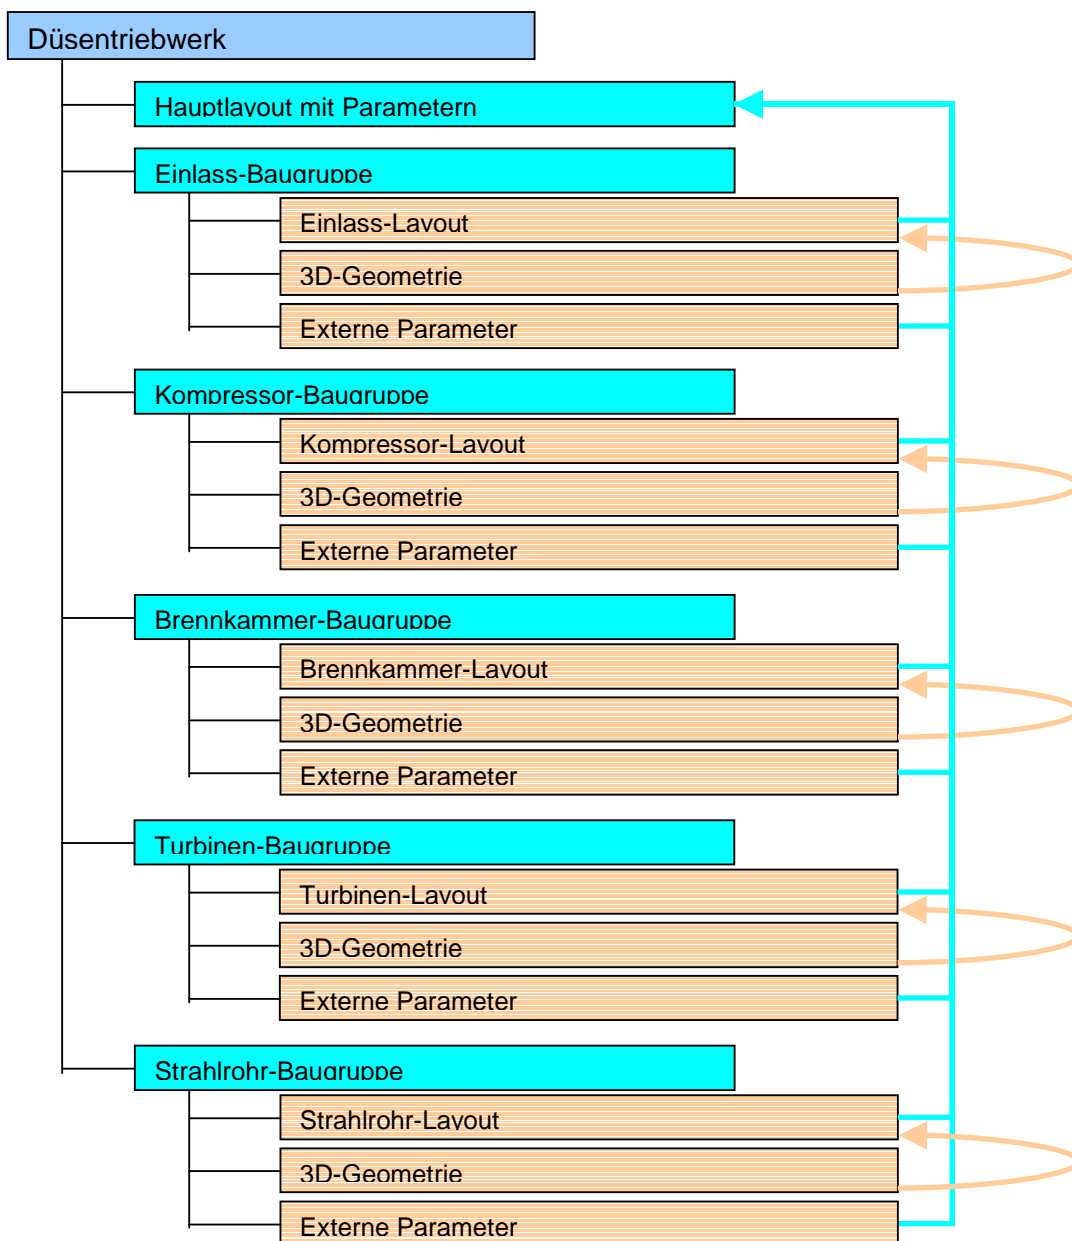 Düsentriebwerk
Hauptlayout mit Parametern
Einlass-Baugruppe
Einlass-Layout
3D-Geometrie
Externe Parameter
Kompressor-Baugruppe
Kompressor-Layout
3D-Geometrie
Externe Parameter
Brennkammer-Baugruppe
Brennkammer-Layout
3D-Geometrie
Externe Parameter
Turbinen-Baugruppe
Turbinen-Layout
3D-Geometrie
Externe Parameter
Strahlrohr-Baugruppe
Strahlrohr-Layout
3D-Geometrie
Externe Parameter